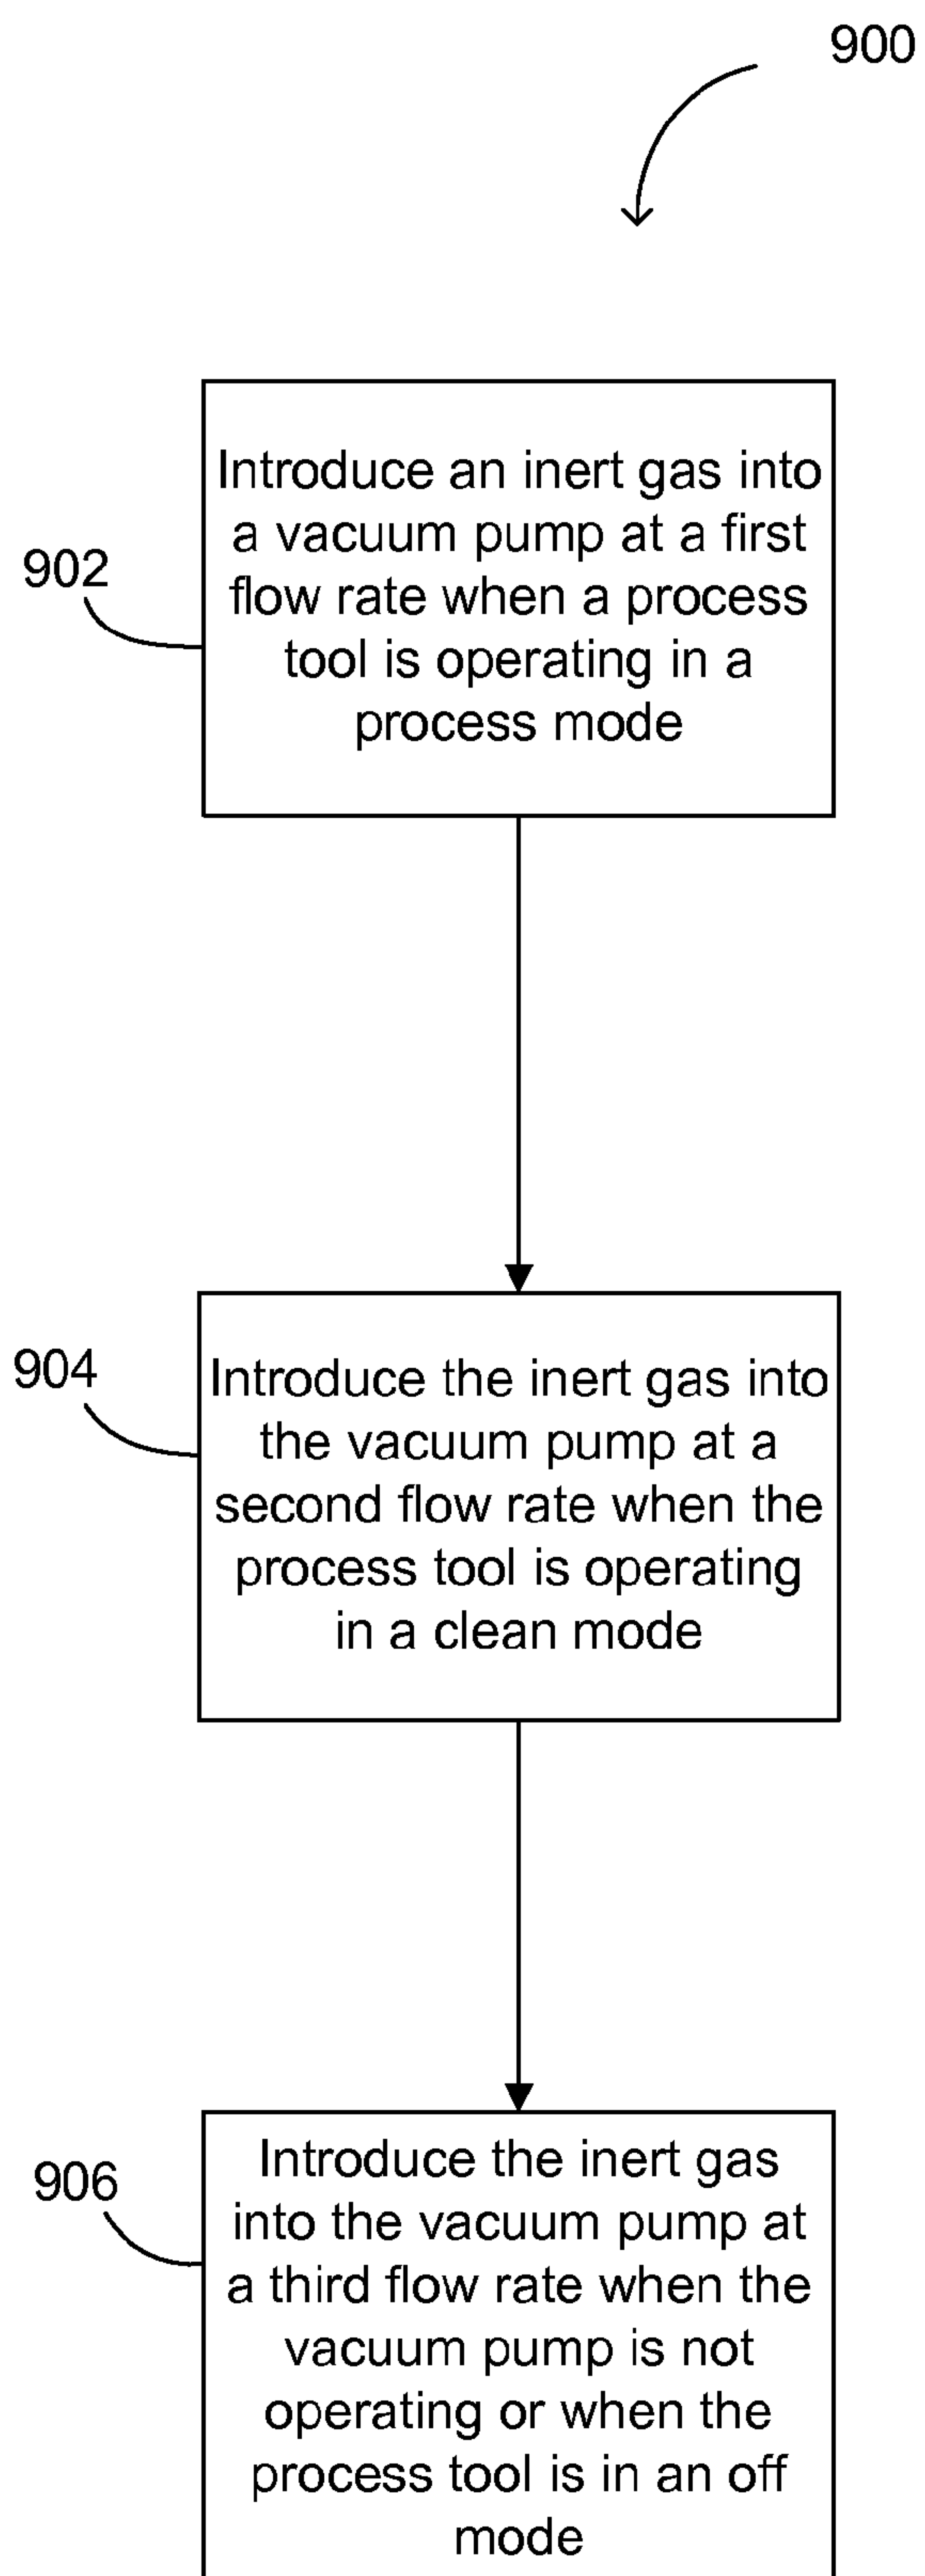 900
Introduce an inert gas into
a vacuum pump at a first
flow rate when a process
tool is operating in a
process mode
902
904
Introduce the inert gas into
the vacuum pump at a
second flow rate when the
process tool is operating
in a clean mode
906
Introduce the inert gas
into the vacuum pump at
a third flow rate when the
vacuum pump is not
operating or when the
process tool is in an off
mode